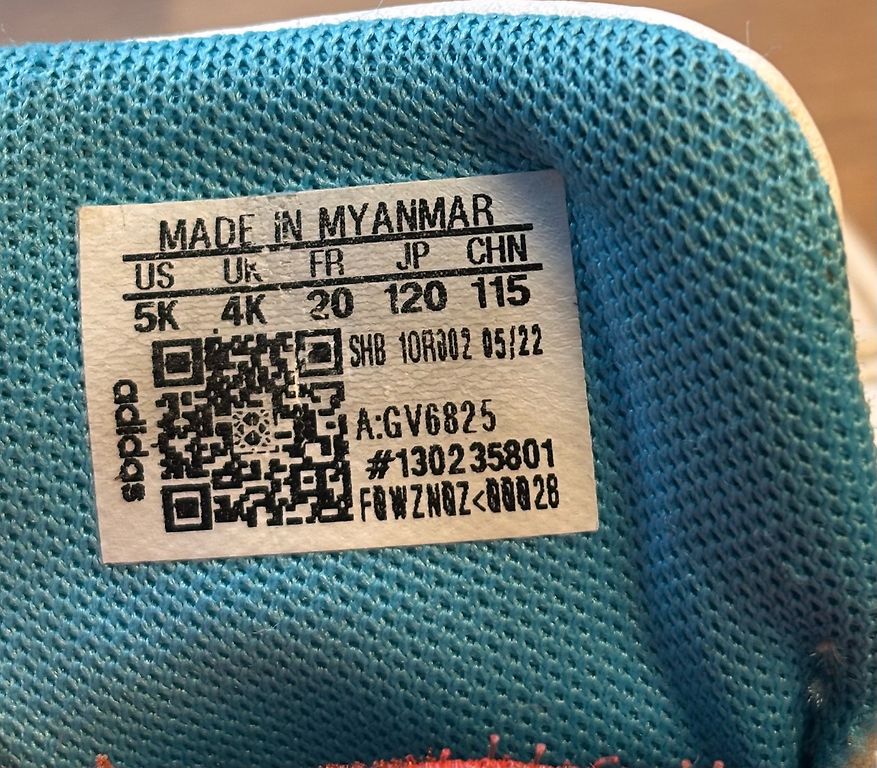 MADE IN MYANMAR
US UK FR JP CHN
5K 4K 20 120 115
SHB 10R002 05/22
adidas
A:GV6825
#130235801
FQWZNQZ<00028